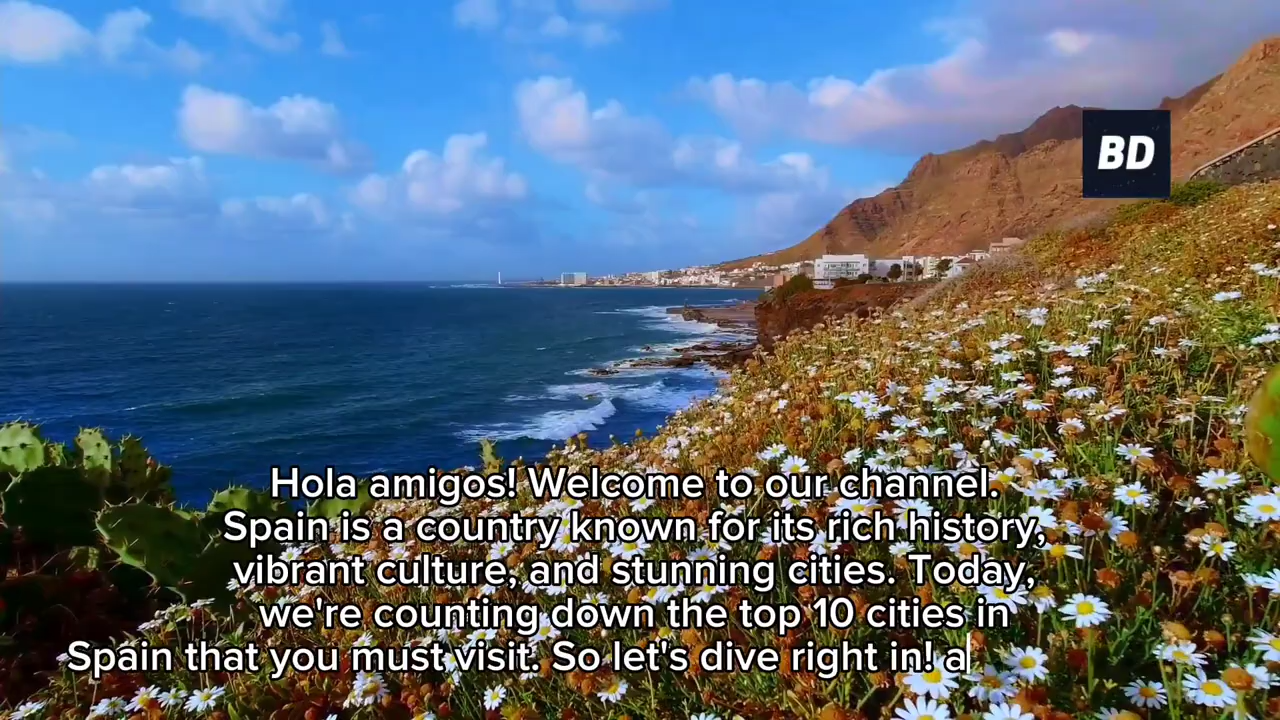 BD
Hola amigos! Welcome to our channel.
Spain is a country known for its rich history,
vibrant culture, and stunning cities. Today,
we're counting down the top 10 cities in
Spain that you must visit. So let's dive right in! a